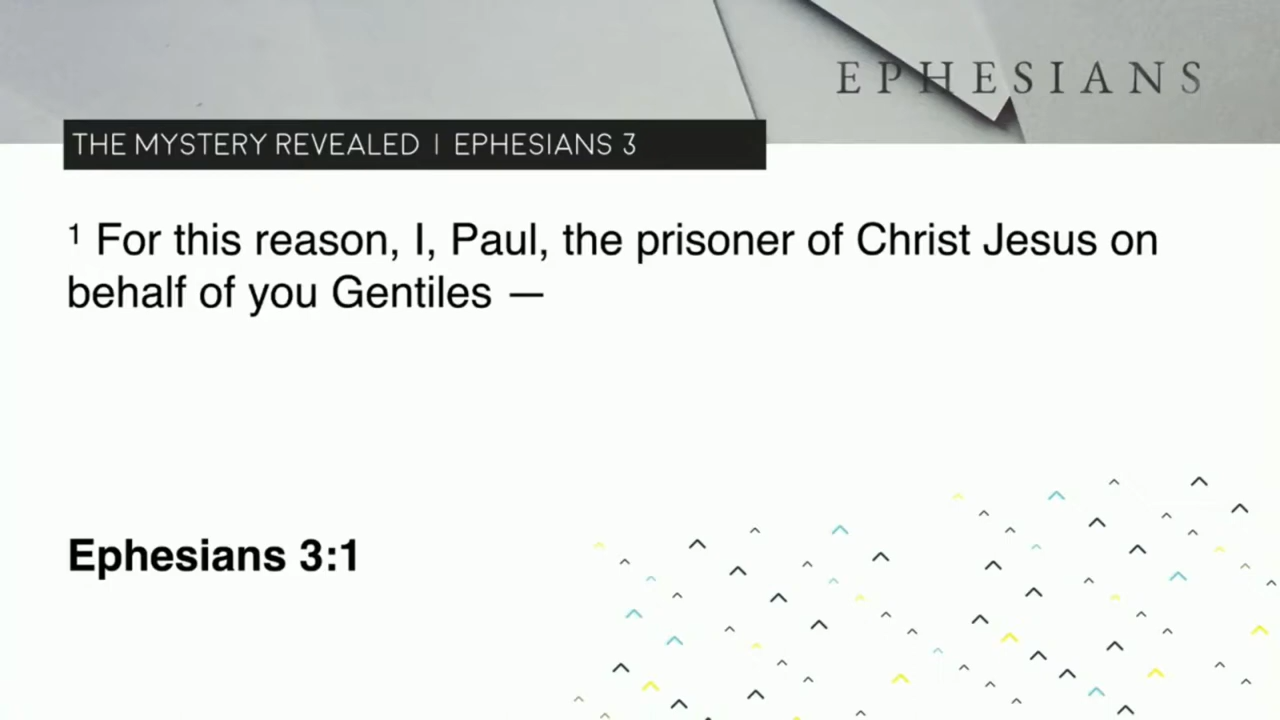 EPHESIANS
THE MYSTERY REVEALED | EPHESIANS 3
¹ For this reason, I, Paul, the prisoner of Christ Jesus on
behalf of you Gentiles —
Ephesians 3:1